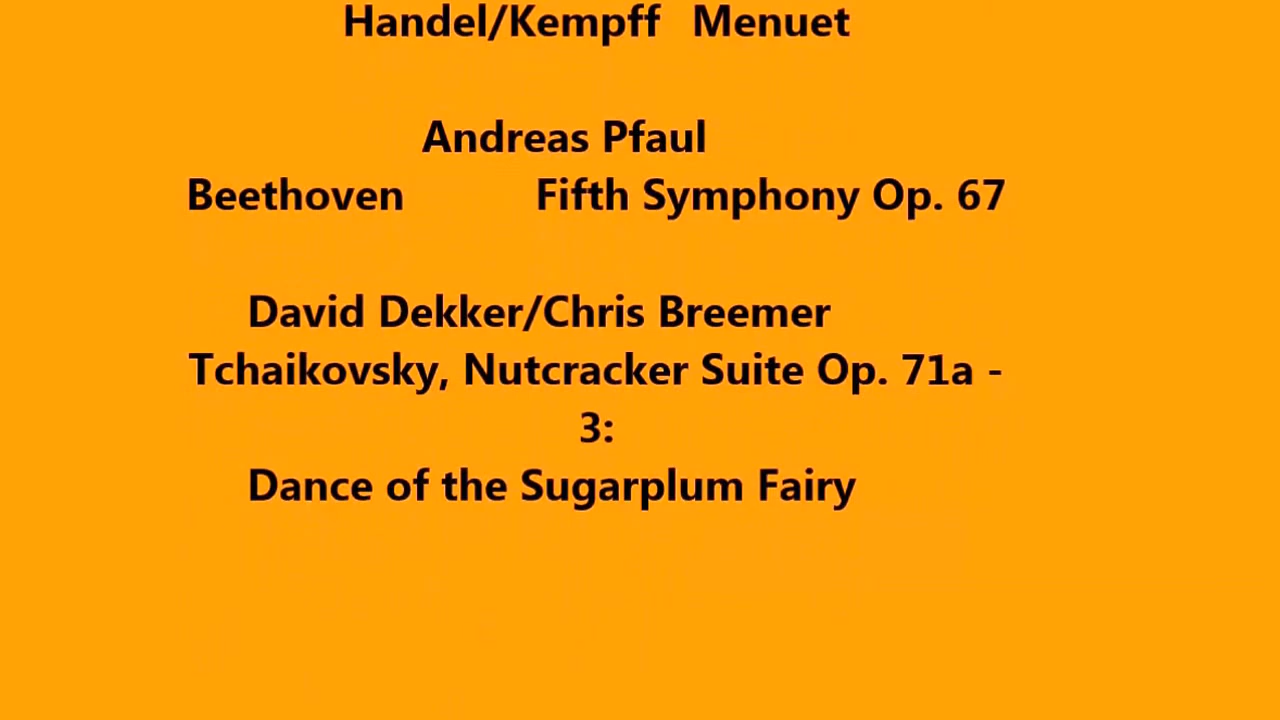 Handel/Kempff Menuet
Andreas Pfaul
Beethoven Fifth Symphony Op. 67
David Dekker/Chris Breemer
Tchaikovsky, Nutcracker Suite Op. 71a -
3:
Dance of the Sugarplum Fairy